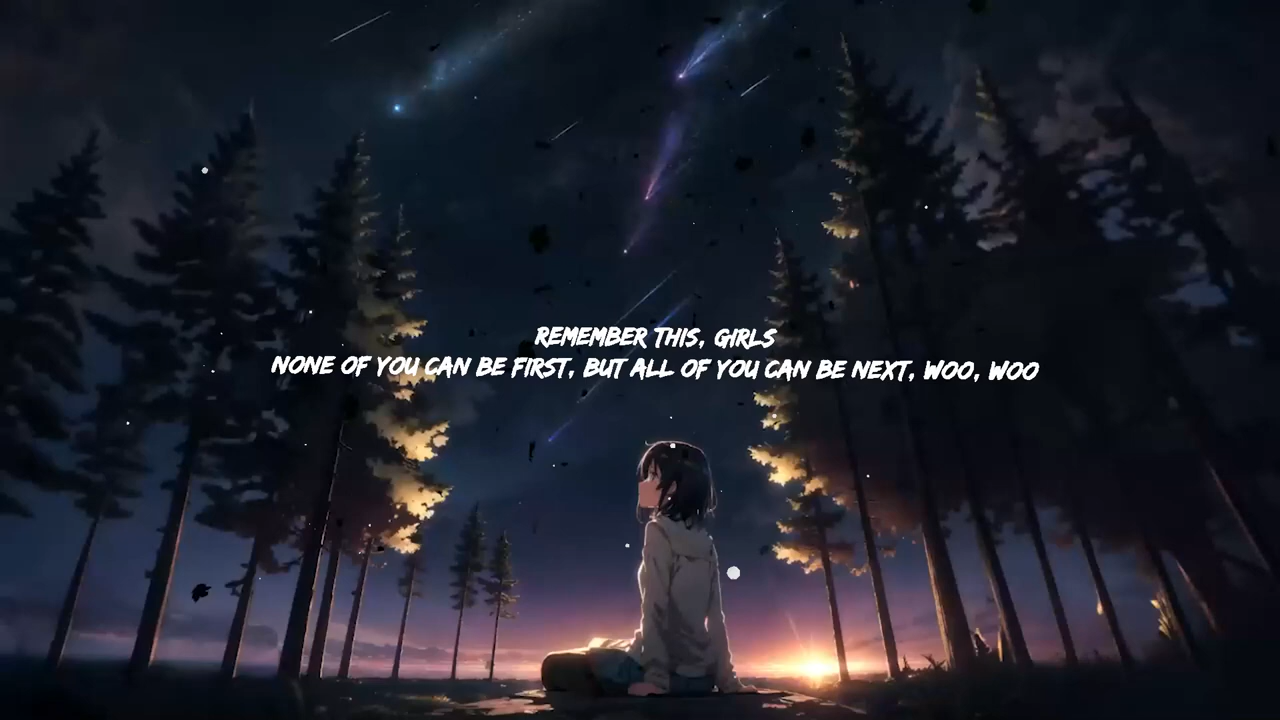 REMEMBER THIS, GIRLS
NONE OF YOU CAN BE FIRST, BUT ALL OF YOU CAN BE NEXT, WOO, WOO